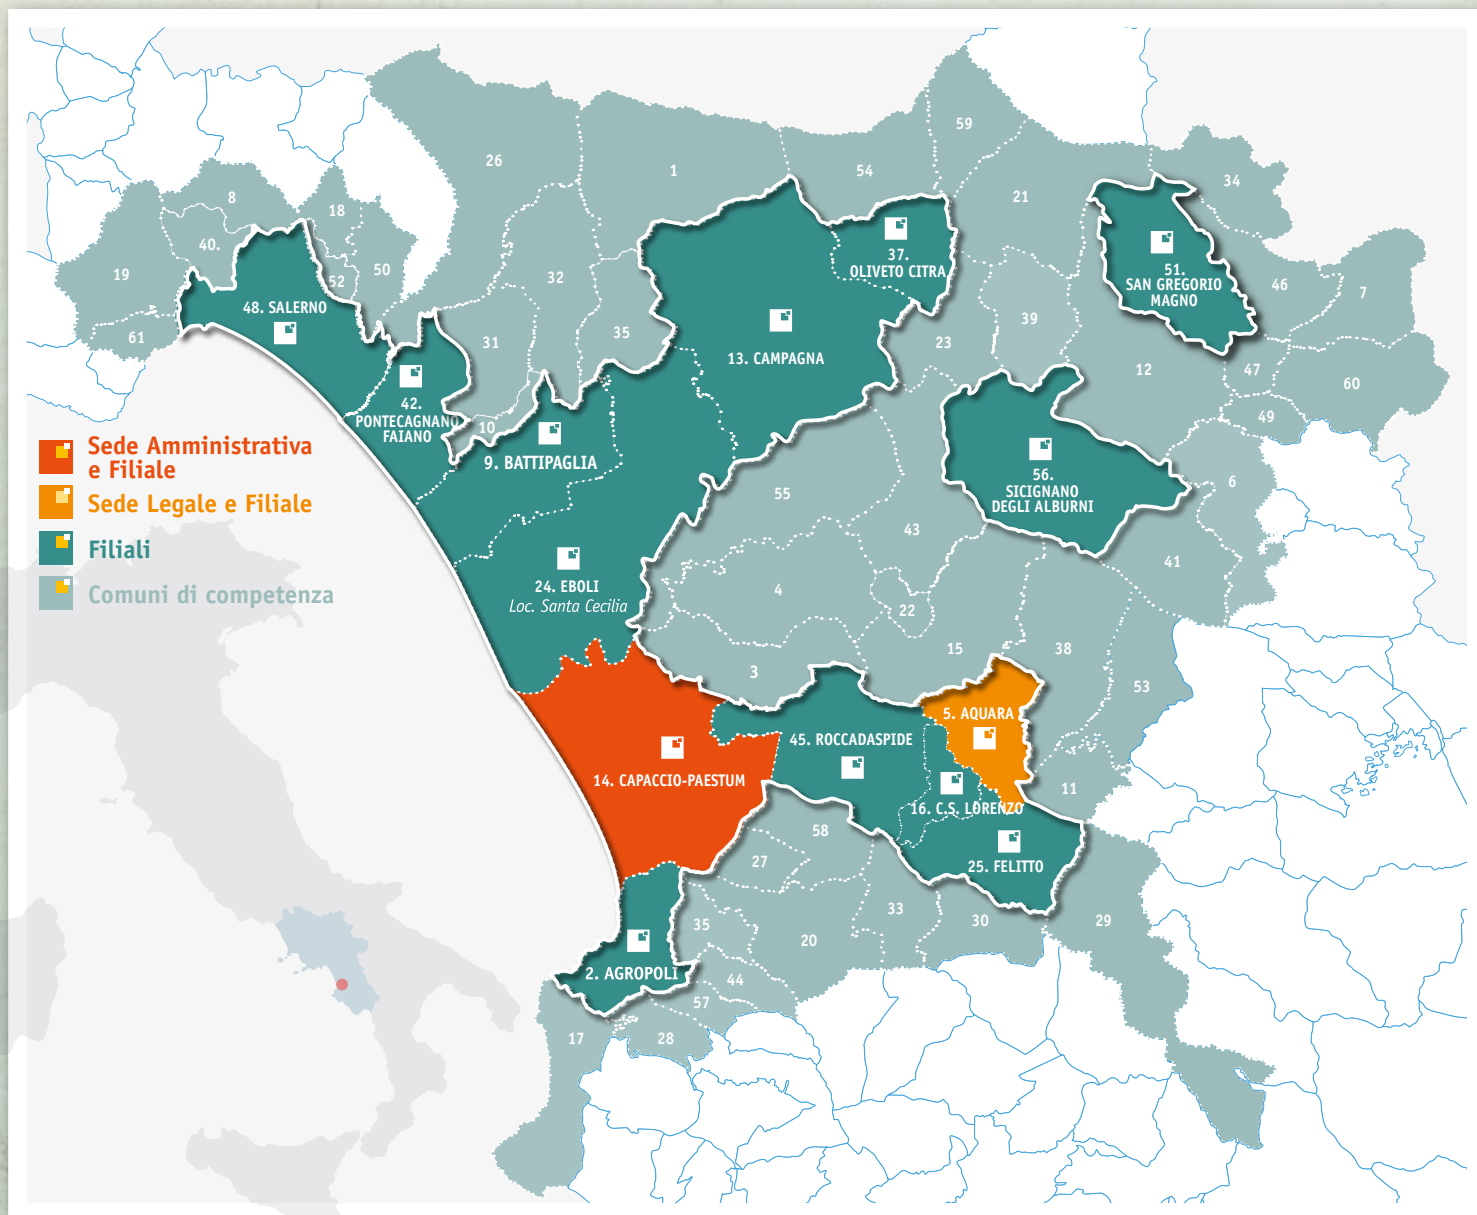 59
26
1
54
34
21
8
18
40.
19
50
52
32
46
7
37.
OLIVETO CITRA
51.
SAN GREGORIO
MAGNO
48. SALERNO
61
31
35
39
23
13. CAMPAGNA
12
47
60
49
42.
PONTECAGNANO
FAIANO
10
9. BATTIPAGLIA
Sede Amministrativa
e Filiale
Sede Legale e Filiale
Filiali
Comuni di competenza
55
56.
SICIGNANO
DEGLI ALBURNI
6
43
41
24. EBOLI
Loc. Santa Cecilia
4
22
15
38
3
53
5. AQUARA
45. ROCCADASPIDE
14. CAPACCIO-PAESTUM
11
16. C.S. LORENZO
58
27
25. FELITTO
33
35
20
30
29
2. AGROPOLI
44
57
17
28